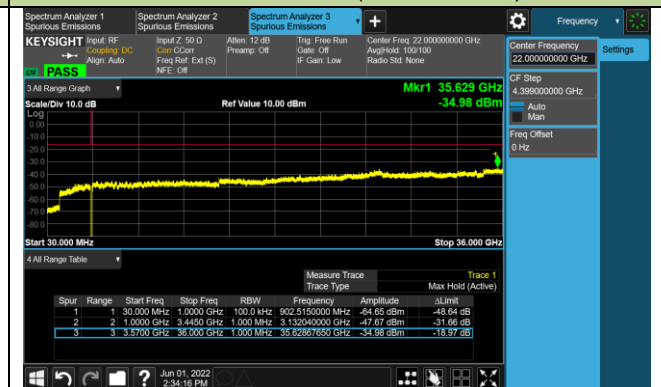 Spectrum Analyzer 1
Spurious Emissions
Spectrum Analyzer 2
Spurious Emissions
Spectrum Analyzer 3
Spurious Emissions
Frequency
KEYSIGHT
Input: RF
Coupling: DC
Align: Auto
Input Z: 50 Ω
Corr CCorr
Freq Ref: Ext (S)
NFE: Off
Atten: 12 dB
Preamp: Off
Trig: Free Run
Gate: Off
IF Gain: Low
Center Freq: 22.000000000 GHz
Avg|Hold: 100/100
Radio Std: None
PASS
Center Frequency
22.000000000 GHz
Settings
CF Step
4.399000000 GHz
Auto
Man
Freq Offset
0 Hz
3 All Range Graph
Mkr1 35.629 GHz
Scale/Div 10.0 dB
Ref Value 10.00 dBm
-34.98 dBm
Log
0.00
-10.0
-20.0
-30.0
-40.0
-50.0
-60.0
-70.0
-80.0
1
Start 30.000 MHz
Stop 36.000 GHz
4 All Range Table
Measure Trace Trace 1
Trace Type Max Hold (Active)
Spur Range Start Freq Stop Freq RBW Frequency Amplitude ΔLimit
1 1 30.000 MHz 1.0000 GHz 100.0 kHz 902.5150000 MHz -64.65 dBm -48.64 dB
2 2 1.0000 GHz 3.4450 GHz 1.000 MHz 3.132040000 GHz -47.67 dBm -31.66 dB
3 3 3.5700 GHz 36.000 GHz 1.000 MHz 35.62867650 GHz -34.98 dBm -18.97 dB
Jun 01, 2022
2:34:16 PM